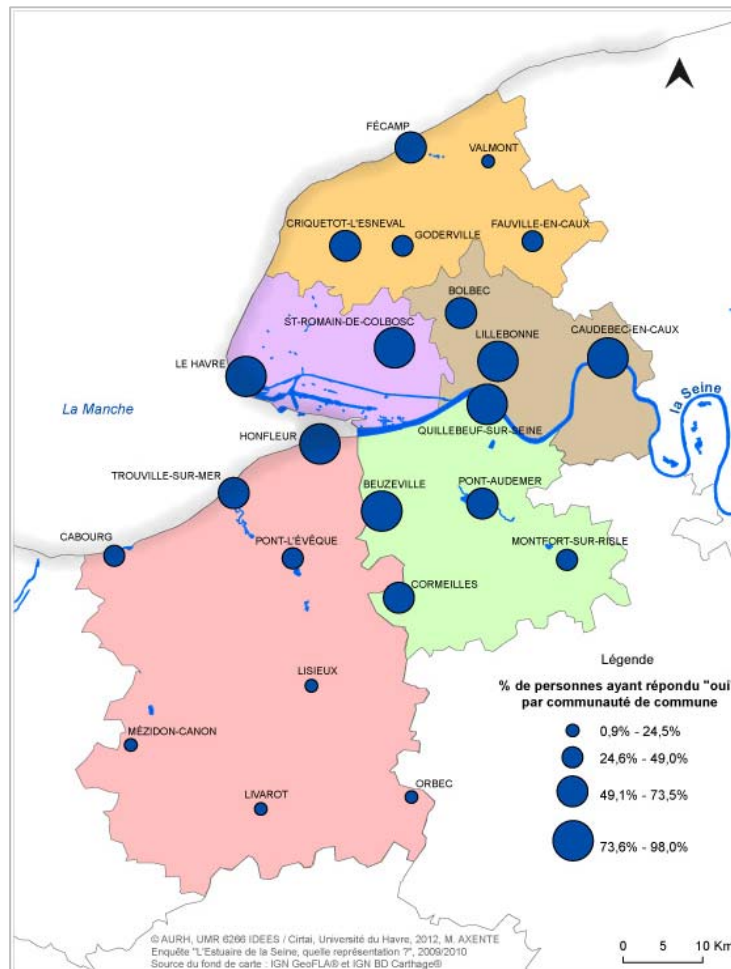 FÉCAMP
VALMONT
CRIQUETOT-L'ESNEVAL
GODERVILLE
FAUVILLE-EN-CAUX
BOLBEC
ST-ROMAIN-DE-COLBOSC
LILLEBONNE
CAUDEBEC-EN-CAUX
LE HAVRE
la Seine
La Manche
QUILLEBEUF-SUR-SEINE
HONFLEUR
TROUVILLE-SUR-MER
BEUZEVILLE
PONT-AUDEMER
CABOURG
PONT-L'ÉVÊQUE
MONTFORT-SUR-RISLE
CORMEILLES
LISIEUX
MÉZIDON-CANON
LIVAROT
ORBEC
Légende
% de personnes ayant répondu "oui"
par communauté de commune
0,9% - 24,5%
24,6% - 49,0%
49,1% - 73,5%
73,6% - 98,0%
© AURH, UMR 6266 IDEES / Cirtai, Université du Havre, 2012, M. AXENTE
Enquête "L'Estuaire de la Seine, quelle représentation ?", 2009/2010
Source du fond de carte : IGN GeoFLA® et IGN BD Carthage®
0 5 10 Km